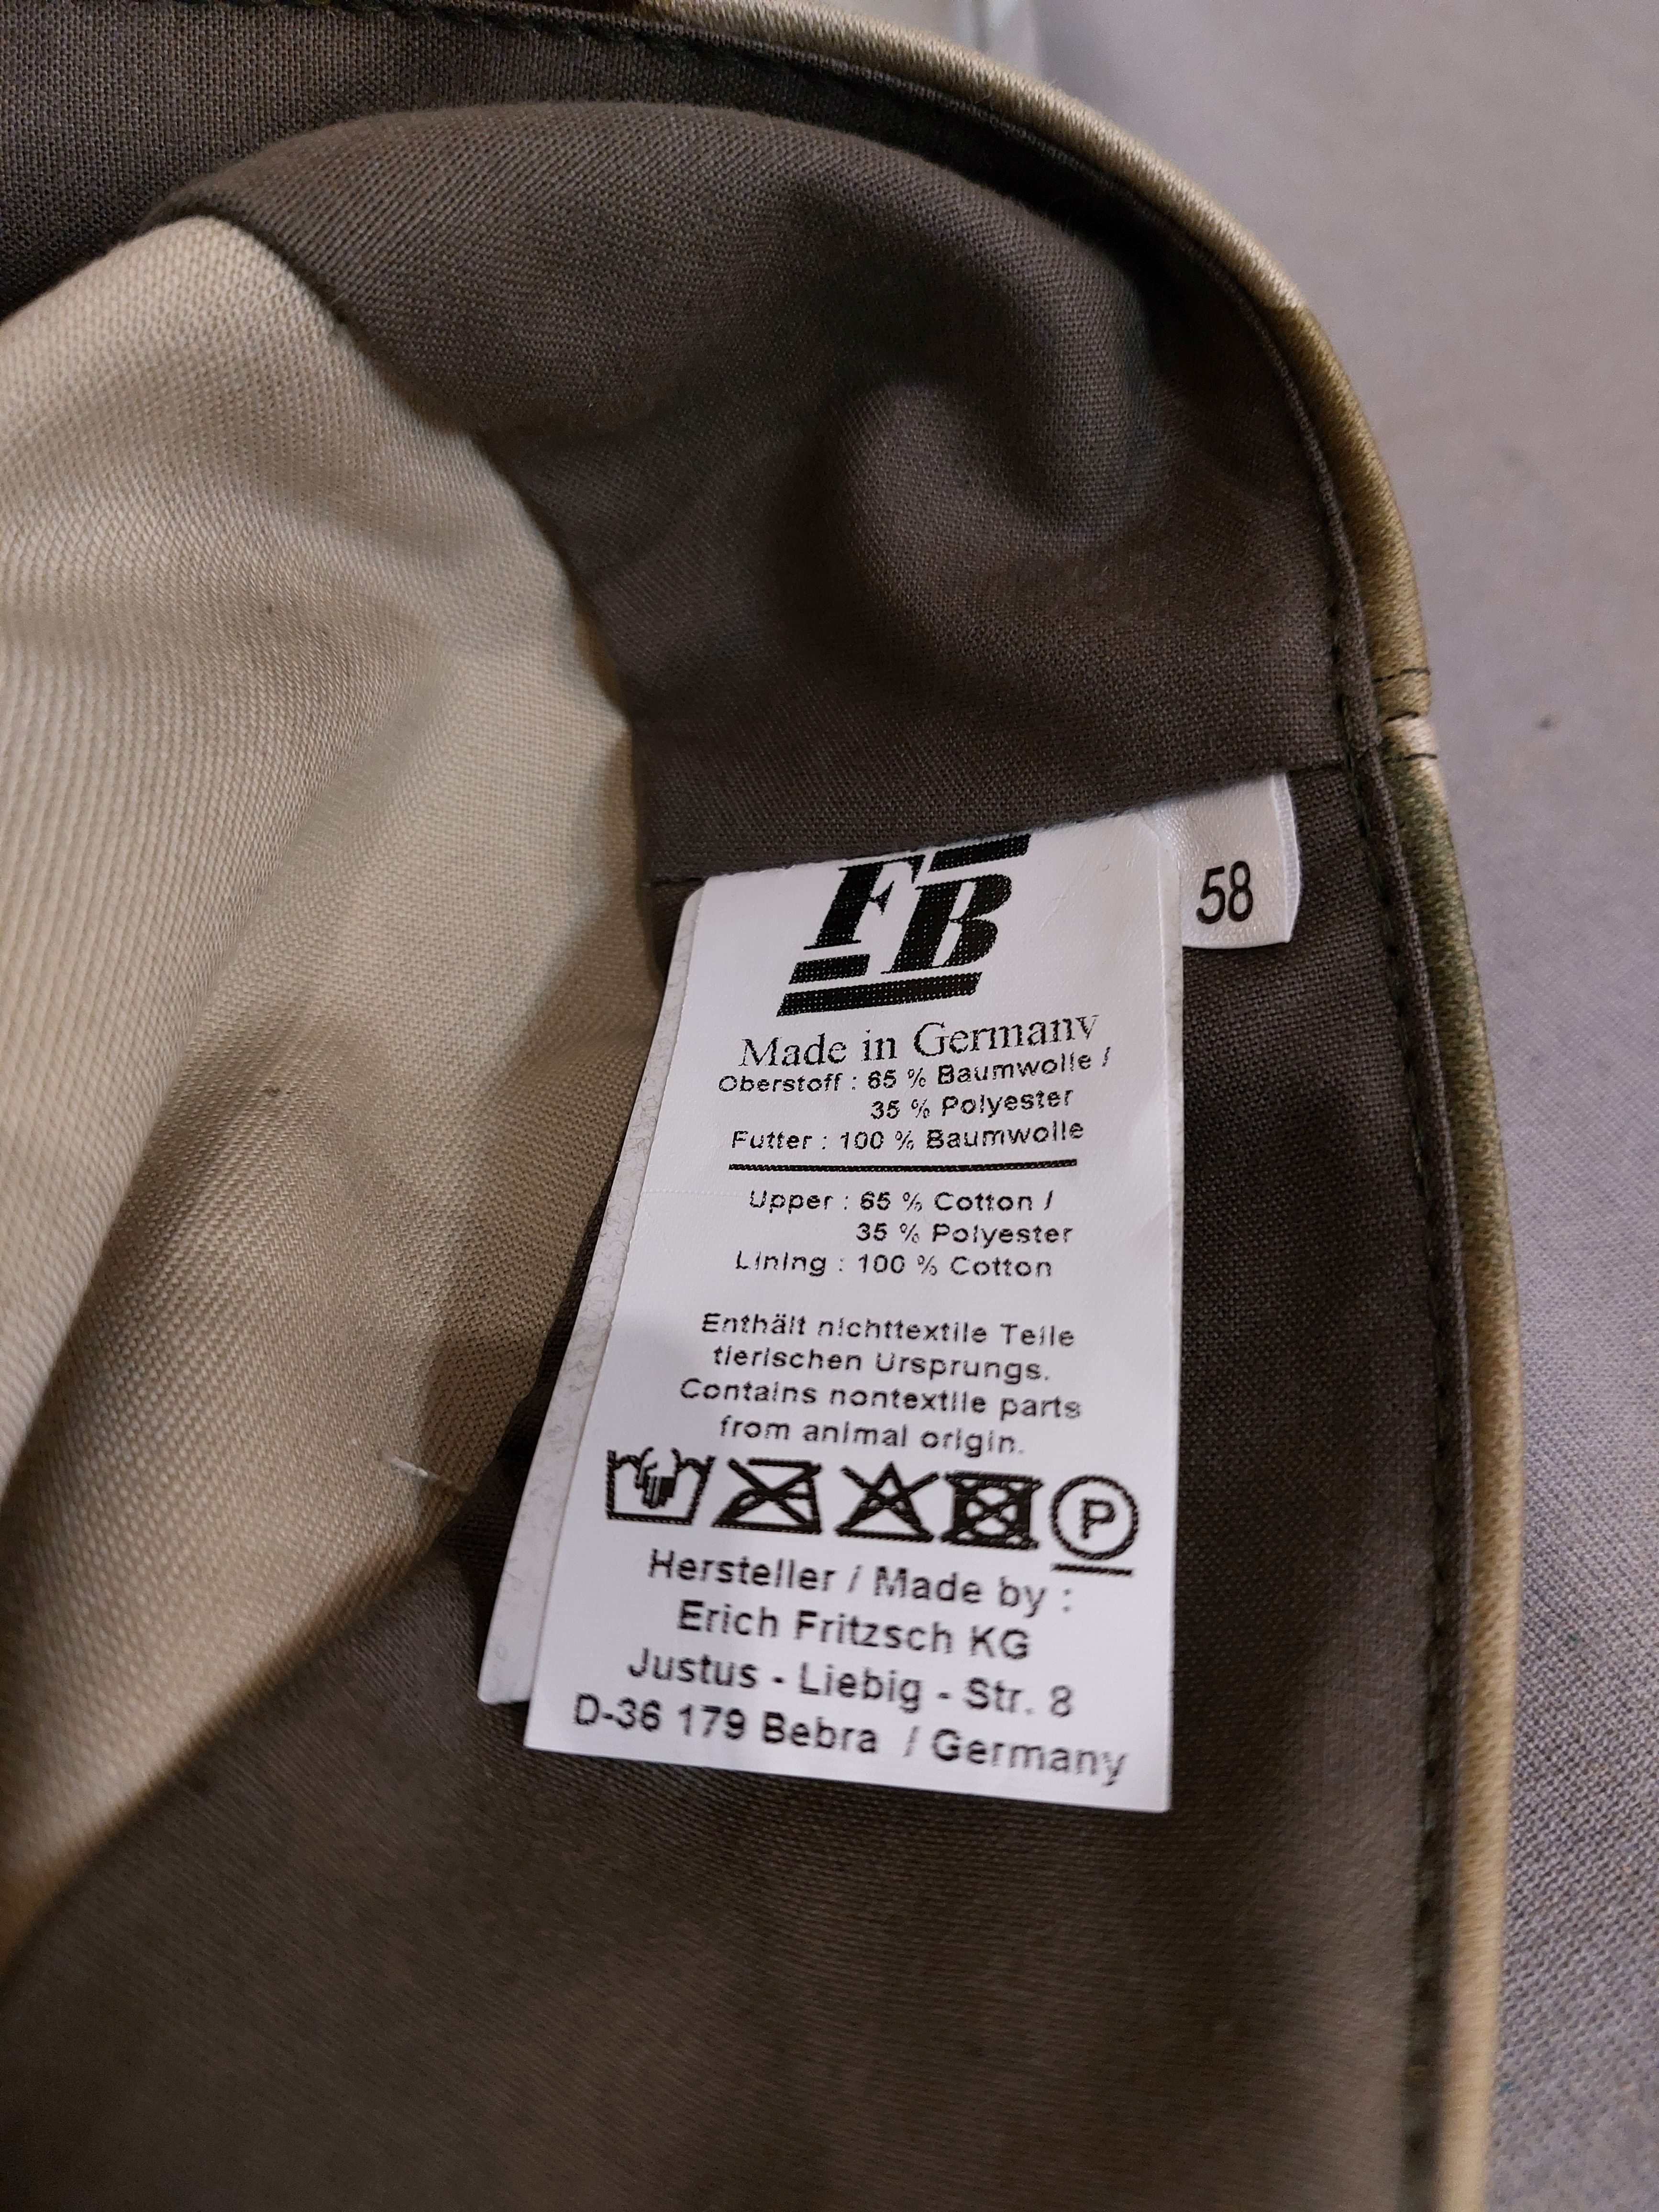 FB
58
Made in Germany
Oberstoff : 65 % Baumwolle /
35 % Polyester
Futter : 100 % Baumwolle
Upper : 65 % Cotton /
35 % Polyester
Lining : 100 % Cotton
Enthält nichttextile Teile
tierischen Ursprungs.
Contains nontextile parts
from animal origin.
P
Hersteller / Made by :
Erich Fritzsch KG
Justus - Liebig - Str. 8
D-36 179 Bebra / Germany